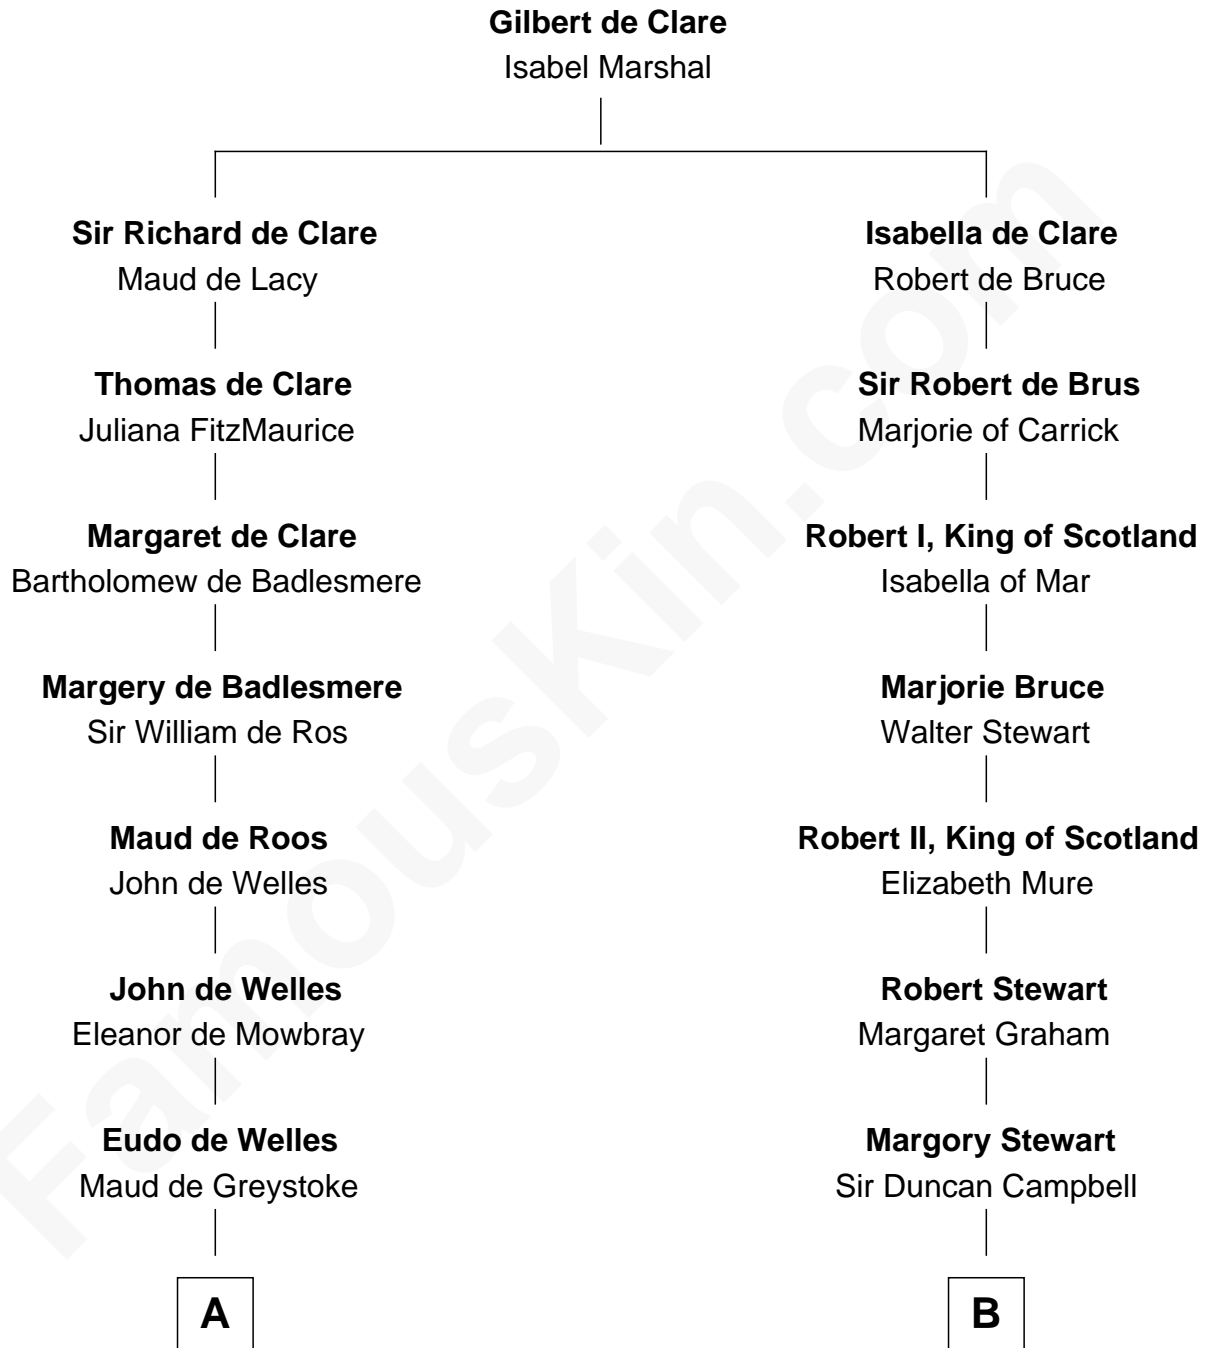 Gilbert de Clare
Isabel Marshal
Sir Richard de Clare
Maud de Lacy
Thomas de Clare
Juliana FitzMaurice
Margaret de Clare
Bartholomew de Badlesmere
Margery de Badlesmere
Sir William de Ros
Maud de Roos
John de Welles
John de Welles
Eleanor de Mowbray
Eudo de Welles
Maud de Greystoke
A
Isabella de Clare
Robert de Bruce
Sir Robert de Brus
Marjorie of Carrick
Robert I, King of Scotland
Isabella of Mar
Marjorie Bruce
Walter Stewart
Robert II, King of Scotland
Elizabeth Mure
Robert Stewart
Margaret Graham
Margory Stewart
Sir Duncan Campbell
B
FamousKin.com